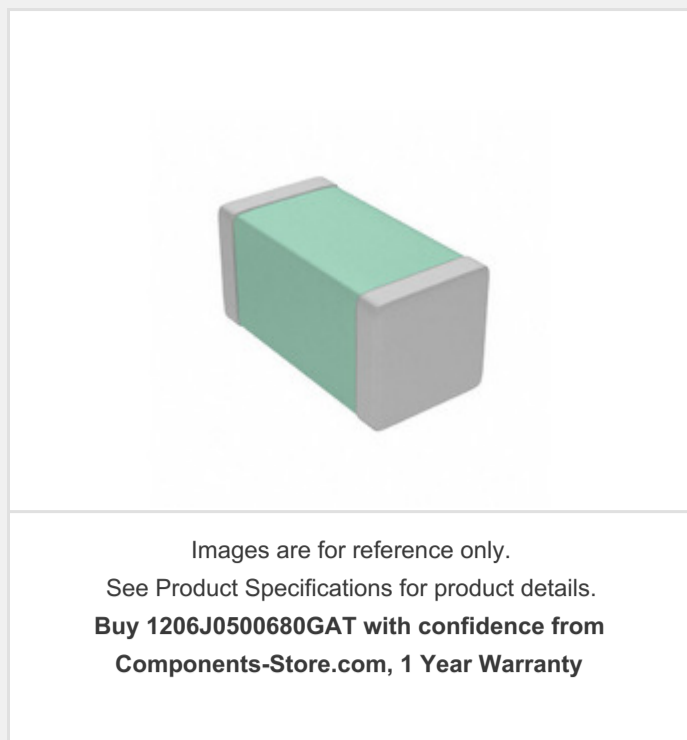 Images are for reference only.
See Product Specifications for product details.
Buy 1206J0500680GAT with confidence from
Components-Store.com, 1 Year Warranty